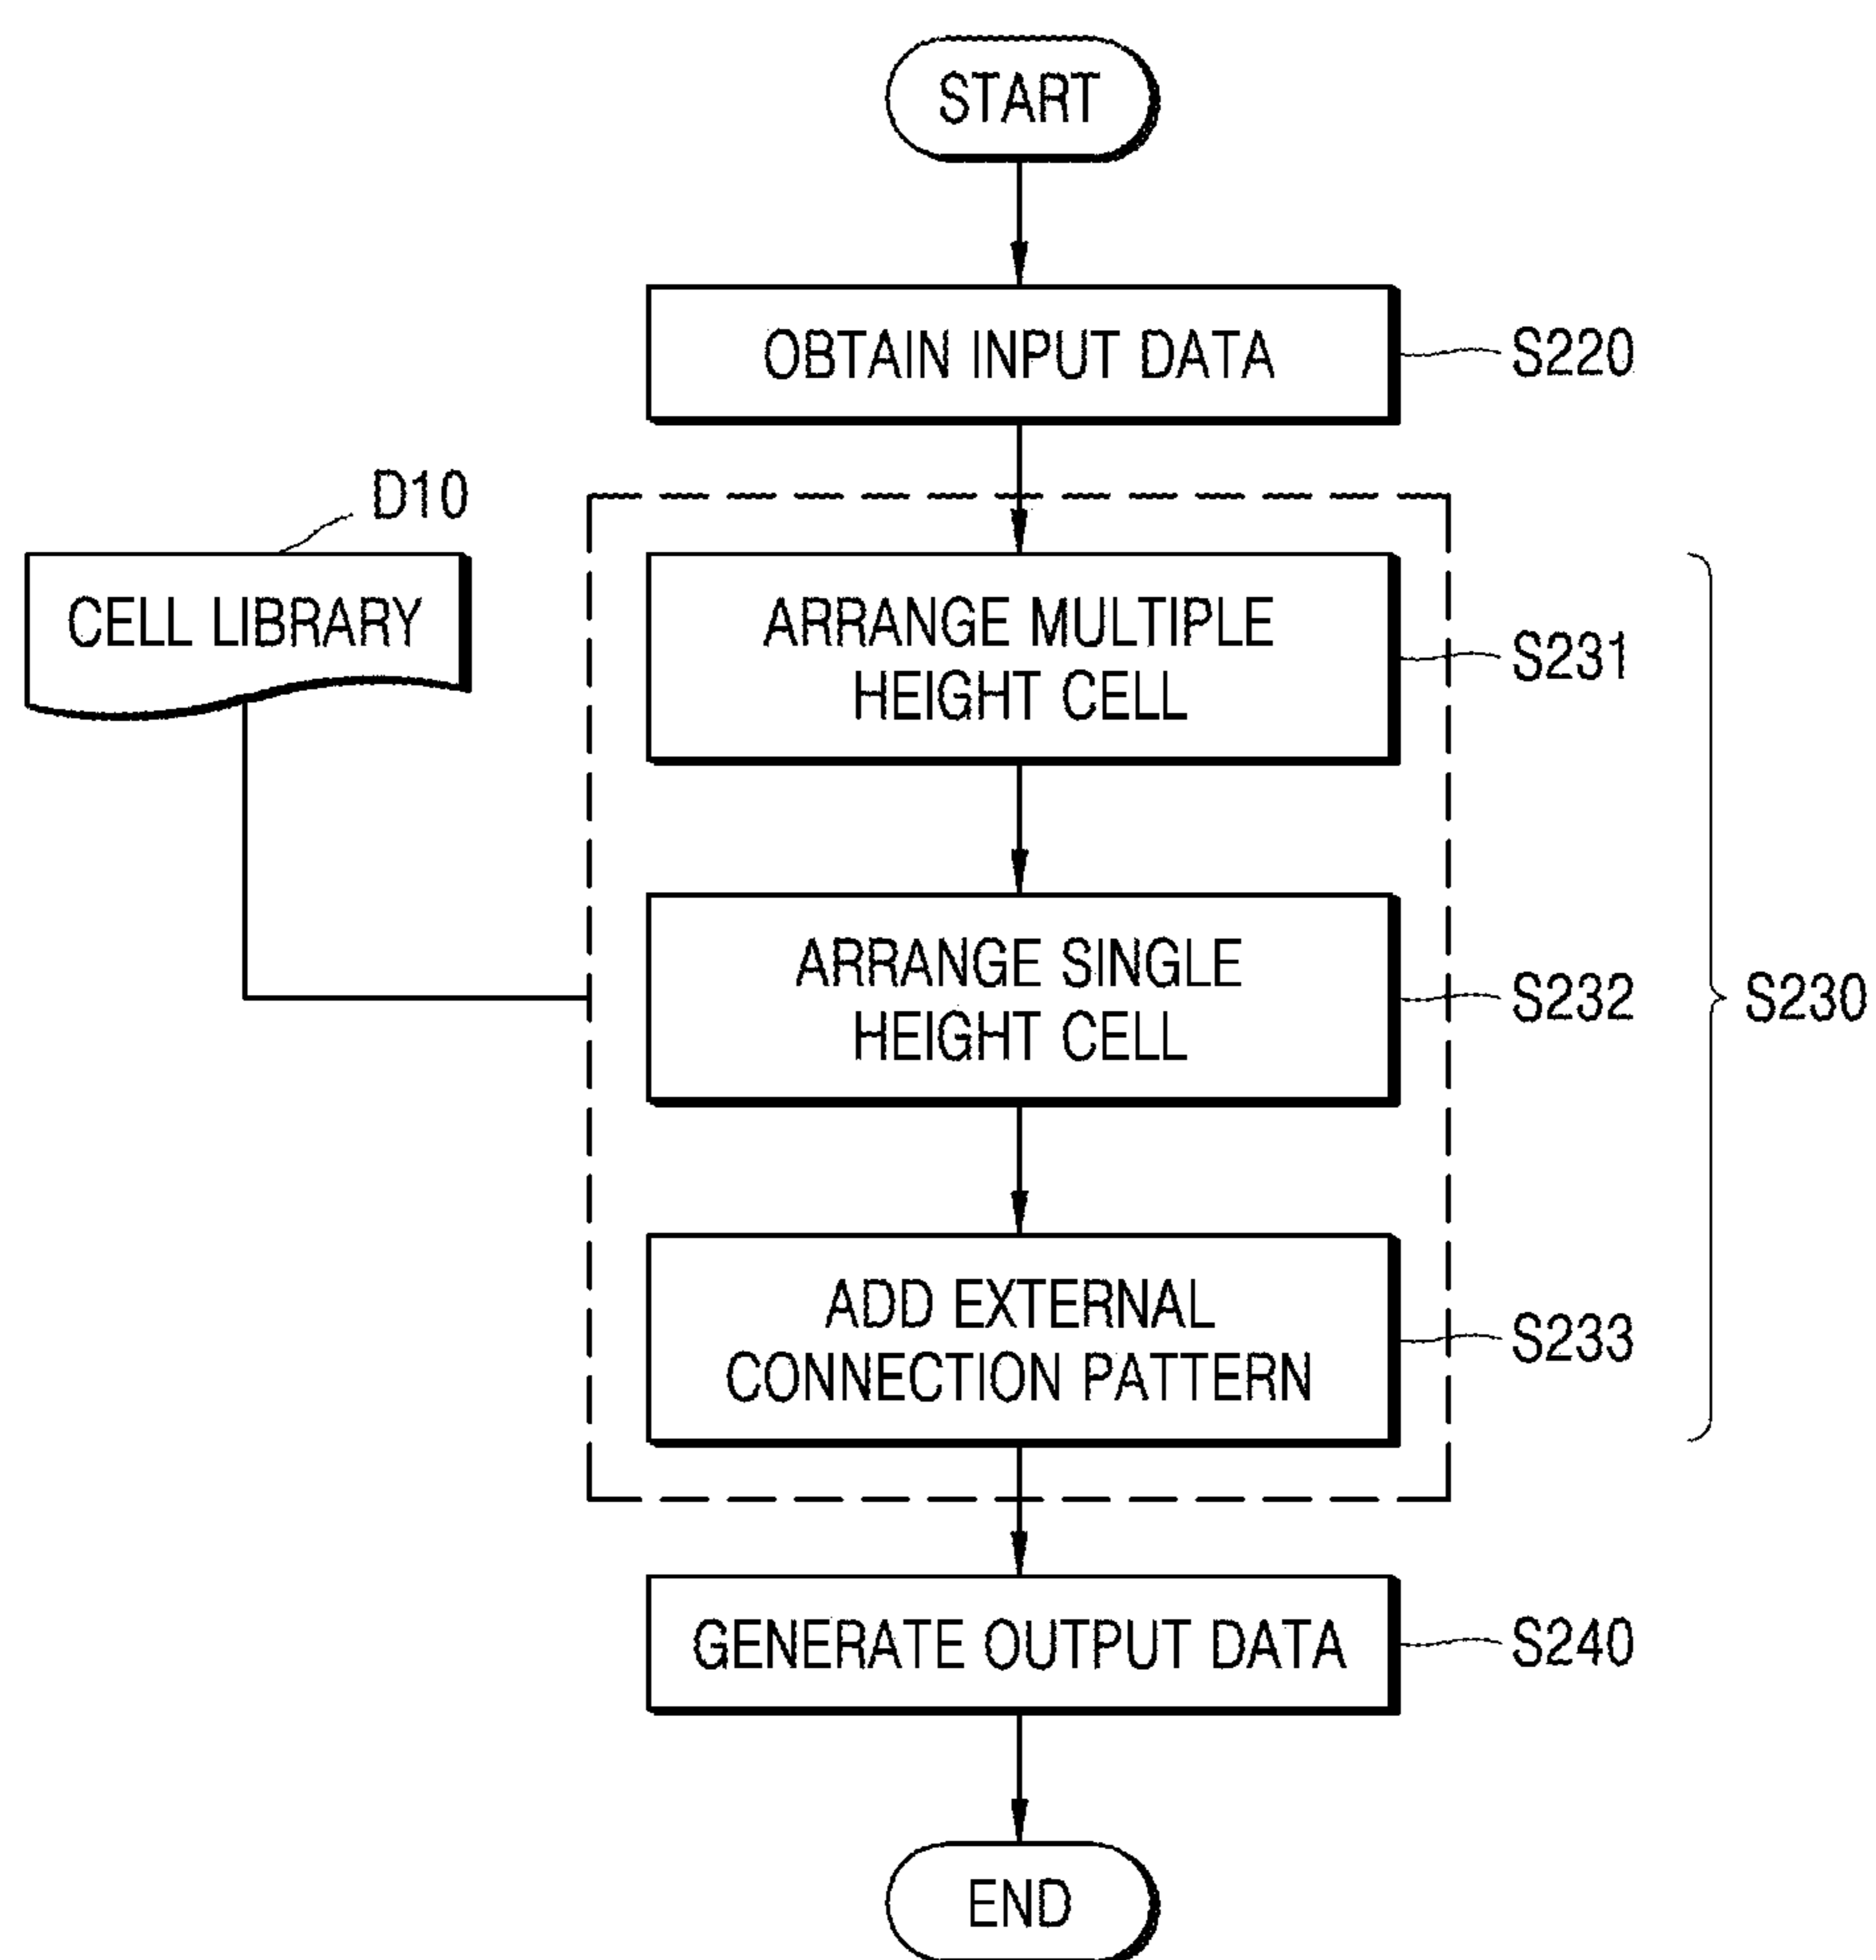 START
OBTAIN INPUT DATA
S220
D10
CELL LIBRARY
ARRANGE MULTIPLE
HEIGHT CELL
S231
ARRANGE SINGLE
HEIGHT CELL
S232
S230
ADD EXTERNAL
CONNECTION PATTERN
S233
GENERATE OUTPUT DATA
S240
END